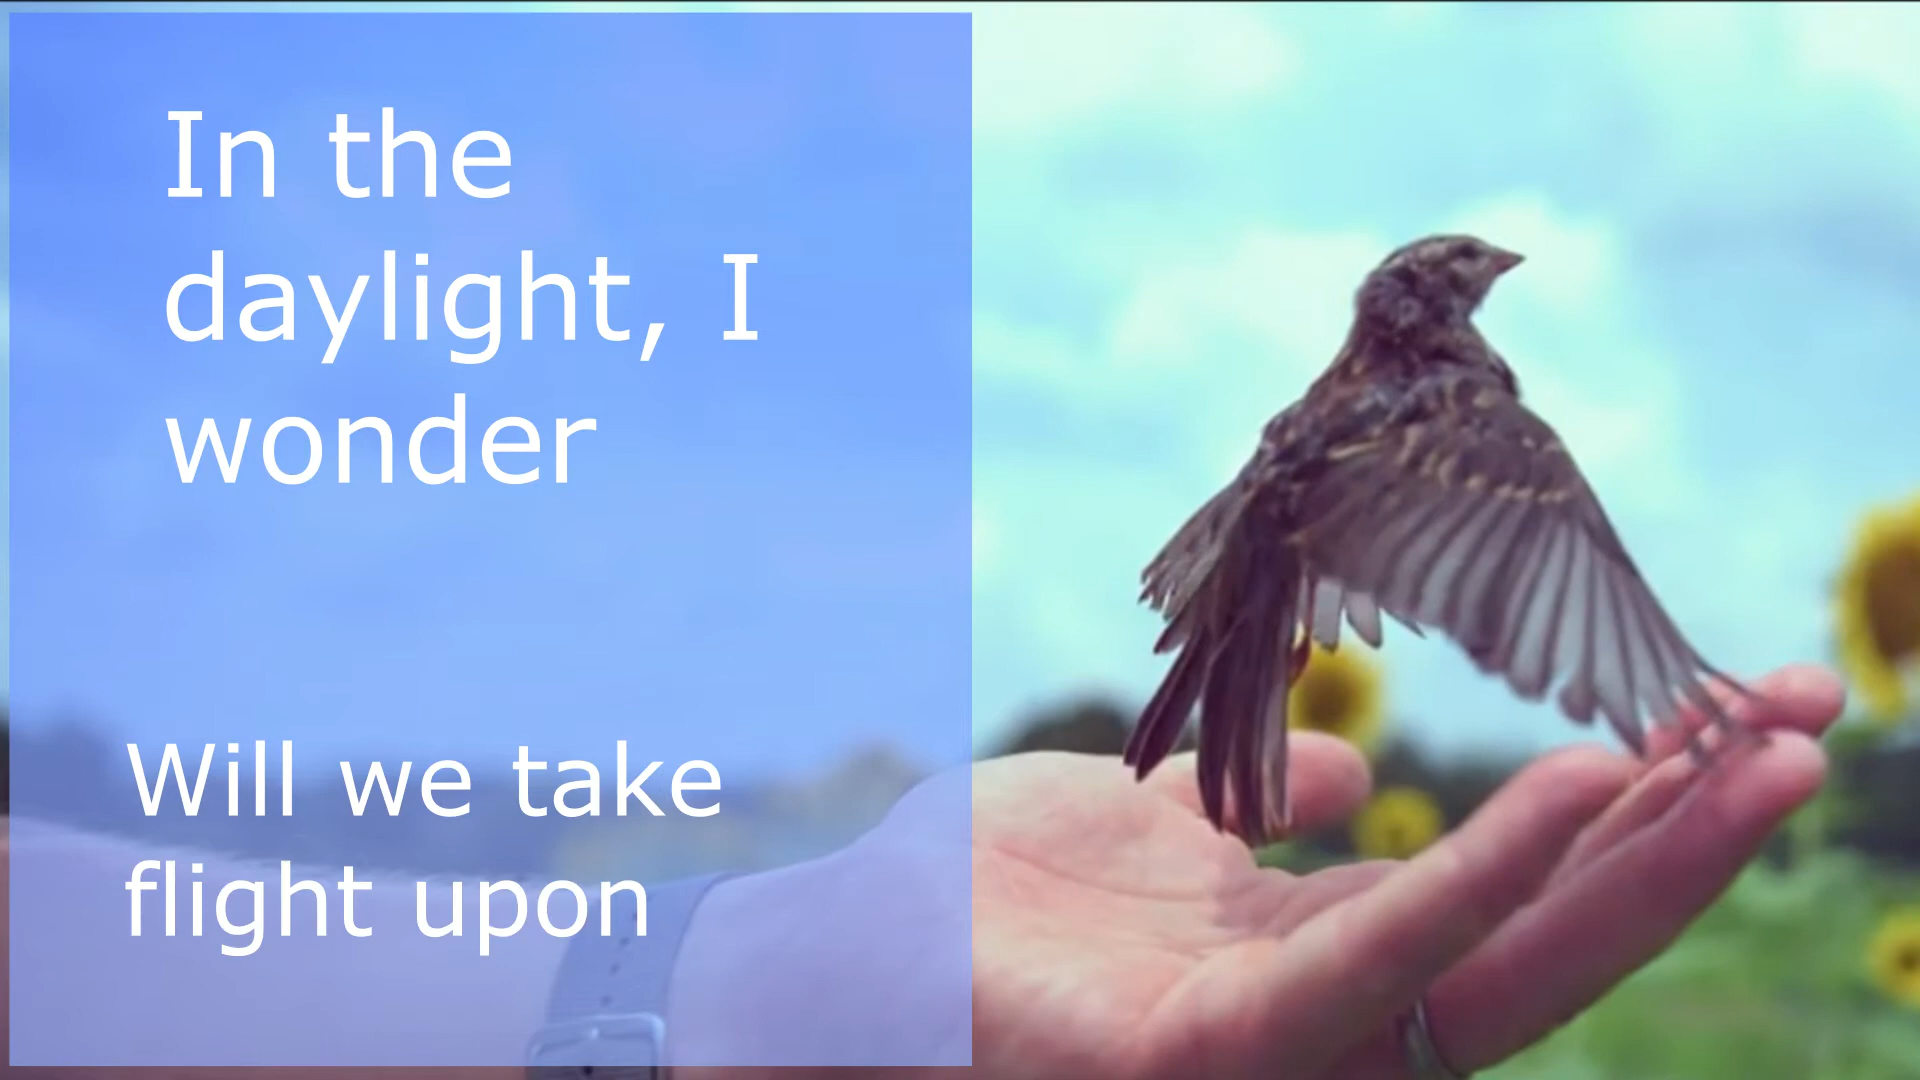 In the
daylight, I
wonder
Will we take
flight upon